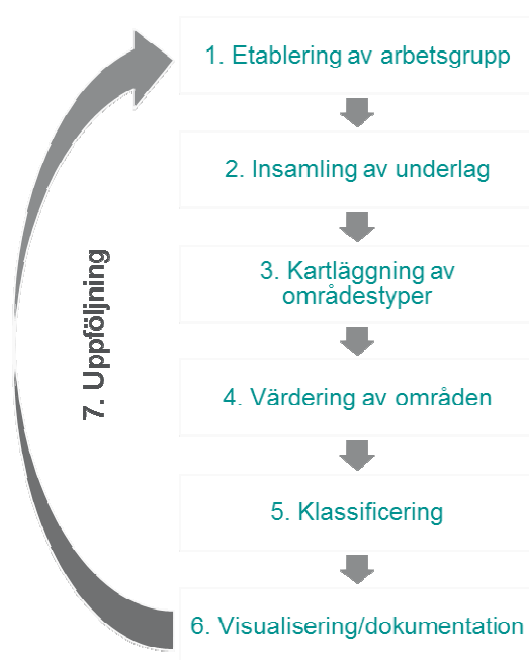 1. Etablering av arbetsgrupp
2. Insamling av underlag
3. Kartläggning av
områdestyper
4. Värdering av områden
5. Klassificering
6. Visualisering/dokumentation
7. Uppföljning